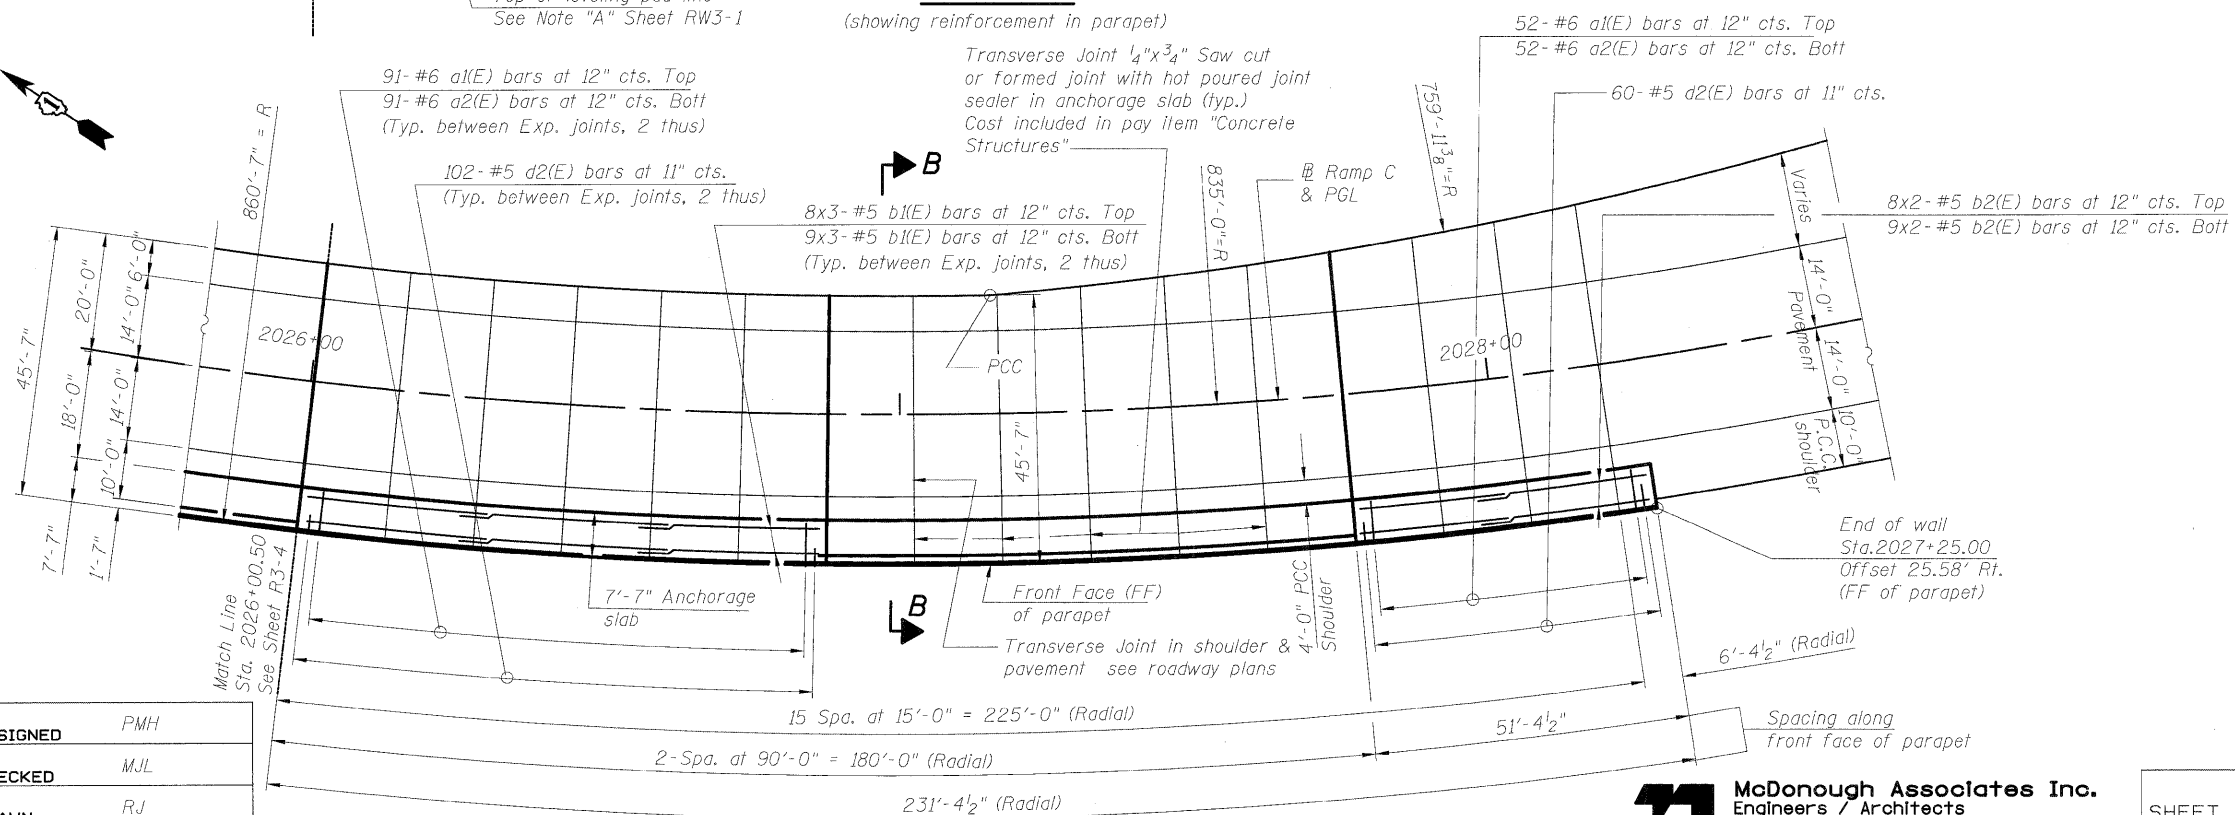 See Note "A" Sheet RW3-1
(showing reinforcement in parapet)
52-#6 a1(E) bars at 12" cts. Top
52-#6 a2(E) bars at 12" cts. Bott
91-#6 a1(E) bars at 12" cts. Top
91-#6 a2(E) bars at 12" cts. Bott
(Typ. between Exp. joints, 2 thus)
Transverse Joint 1/4"x3/4" Saw cut
or formed joint with hot poured joint
sealer in anchorage slab (typ.)
Cost included in pay item "Concrete
Structures"
60-#5 d2(E) bars at 11" cts.
102-#5 d2(E) bars at 11" cts.
(Typ. between Exp. joints, 2 thus)
B
860'-7" = R
759'-11 3/8"=R
835'-0"=R
℄ Ramp C
& PGL
8x3-#5 b1(E) bars at 12" cts. Top
9x3-#5 b1(E) bars at 12" cts. Bott
(Typ. between Exp. joints, 2 thus)
8x2-#5 b2(E) bars at 12" cts. Top
9x2-#5 b2(E) bars at 12" cts. Bott
Varies
14'-0"
Pavement
14'-0"
10'-0"
P.C.C.
shoulder
45'-7"
20'-0"
18'-0"
7'-7"
6'-0"
14'-0"
14'-0"
10'-0"
1'-7"
2026+00
PCC
2028+00
45'-7"
4'-0" PCC
Shoulder
End of wall
Sta.2027+25.00
Offset 25.58' Rt.
(FF of parapet)
7'-7" Anchorage
slab
B
Front Face (FF)
of parapet
Transverse Joint in shoulder &
pavement see roadway plans
Match Line
Sta. 2026+00.50
See Sheet R3-4
6'-4 1/2" (Radial)
15 Spa. at 15'-0" = 225'-0" (Radial)
51'-4 1/2"
Spacing along
front face of parapet
2-Spa. at 90'-0" = 180'-0" (Radial)
231'-4 1/2" (Radial)
SIGNED PMH
ECKED MJL
RJ
McDonough Associates Inc.
Engineers / Architects
SHEET